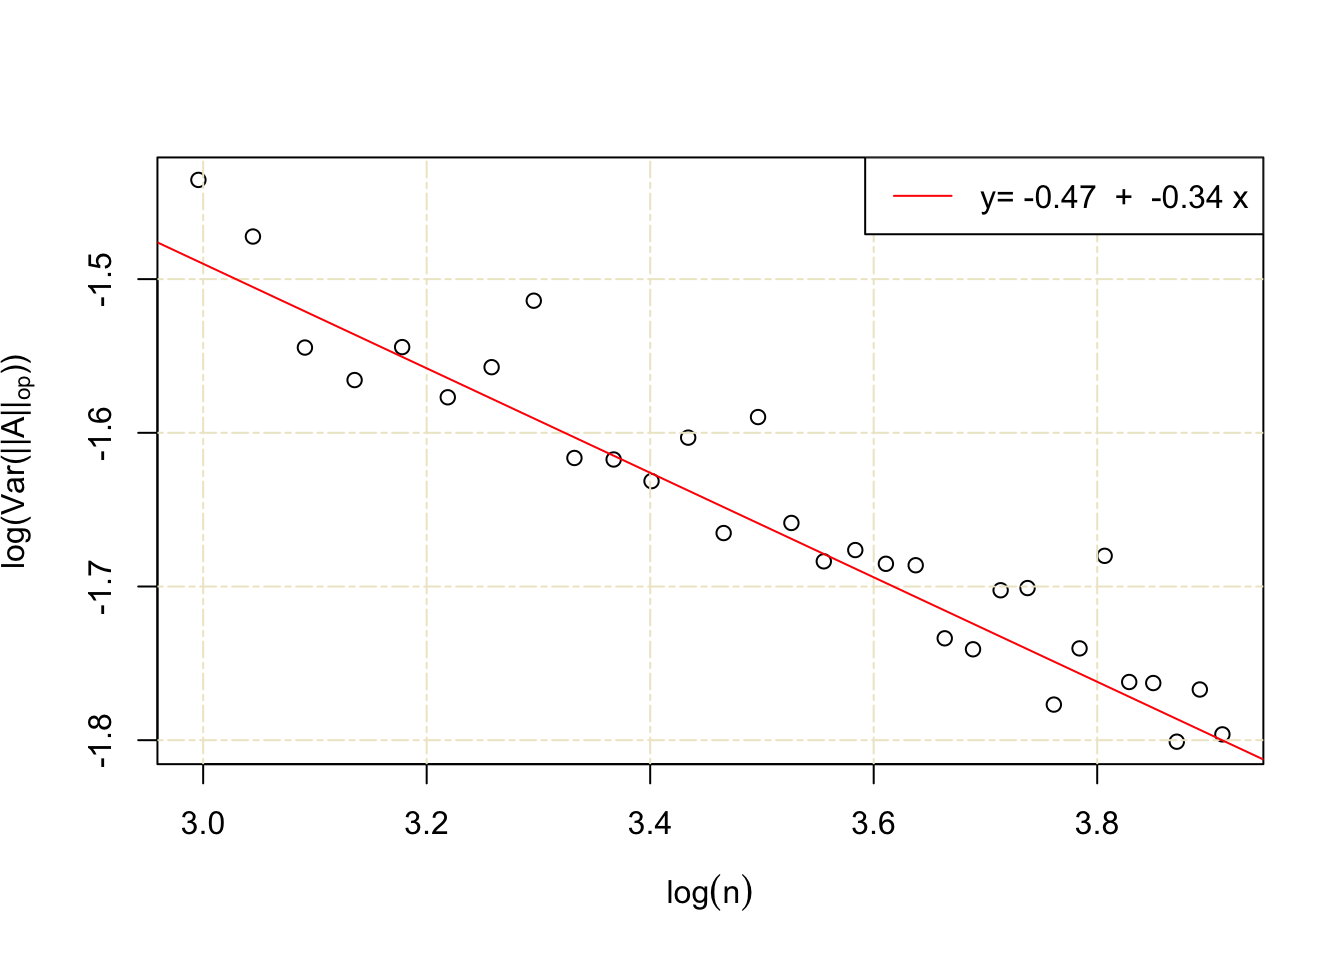 y= -0.47 + -0.34 x
log(Var(||A||op))
-1.5
-1.6
-1.7
-1.8
3.0 3.2 3.4 3.6 3.8
log(n)